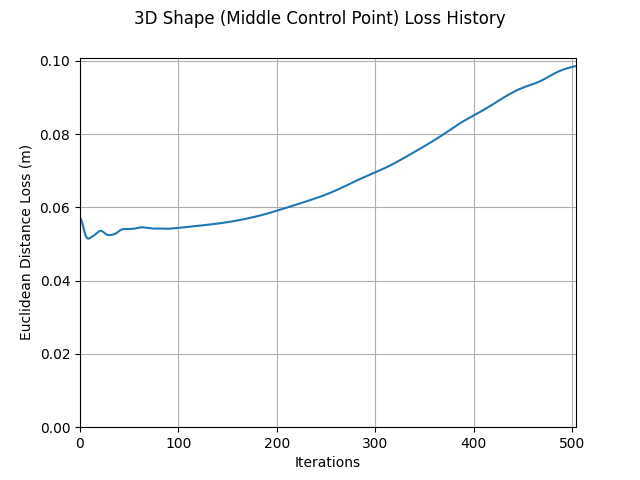 3D Shape (Middle Control Point) Loss History
Euclidean Distance Loss (m)
0.10
0.08
0.06
0.04
0.02
0.00
0 100 200 300 400 500
Iterations